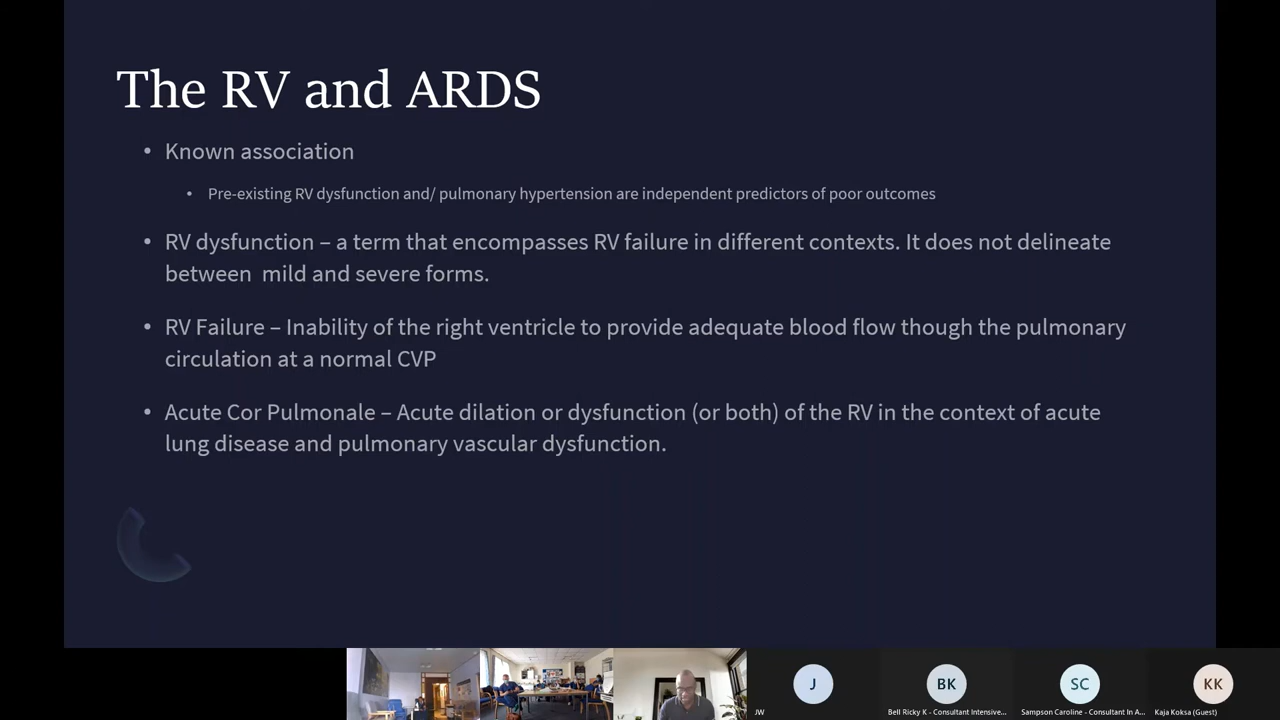 The RV and ARDS
• Known association
• Pre-existing RV dysfunction and/ pulmonary hypertension are independent predictors of poor outcomes
• RV dysfunction – a term that encompasses RV failure in different contexts. It does not delineate
between  mild and severe forms.
• RV Failure – Inability of the right ventricle to provide adequate blood flow though the pulmonary
circulation at a normal CVP
• Acute Cor Pulmonale – Acute dilation or dysfunction (or both) of the RV in the context of acute
lung disease and pulmonary vascular dysfunction.
J
BK
SC
KK
JW
Bell Ricky K - Consultant Intensive...
Sampson Caroline - Consultant In A...
Kaja Koksa (Guest)